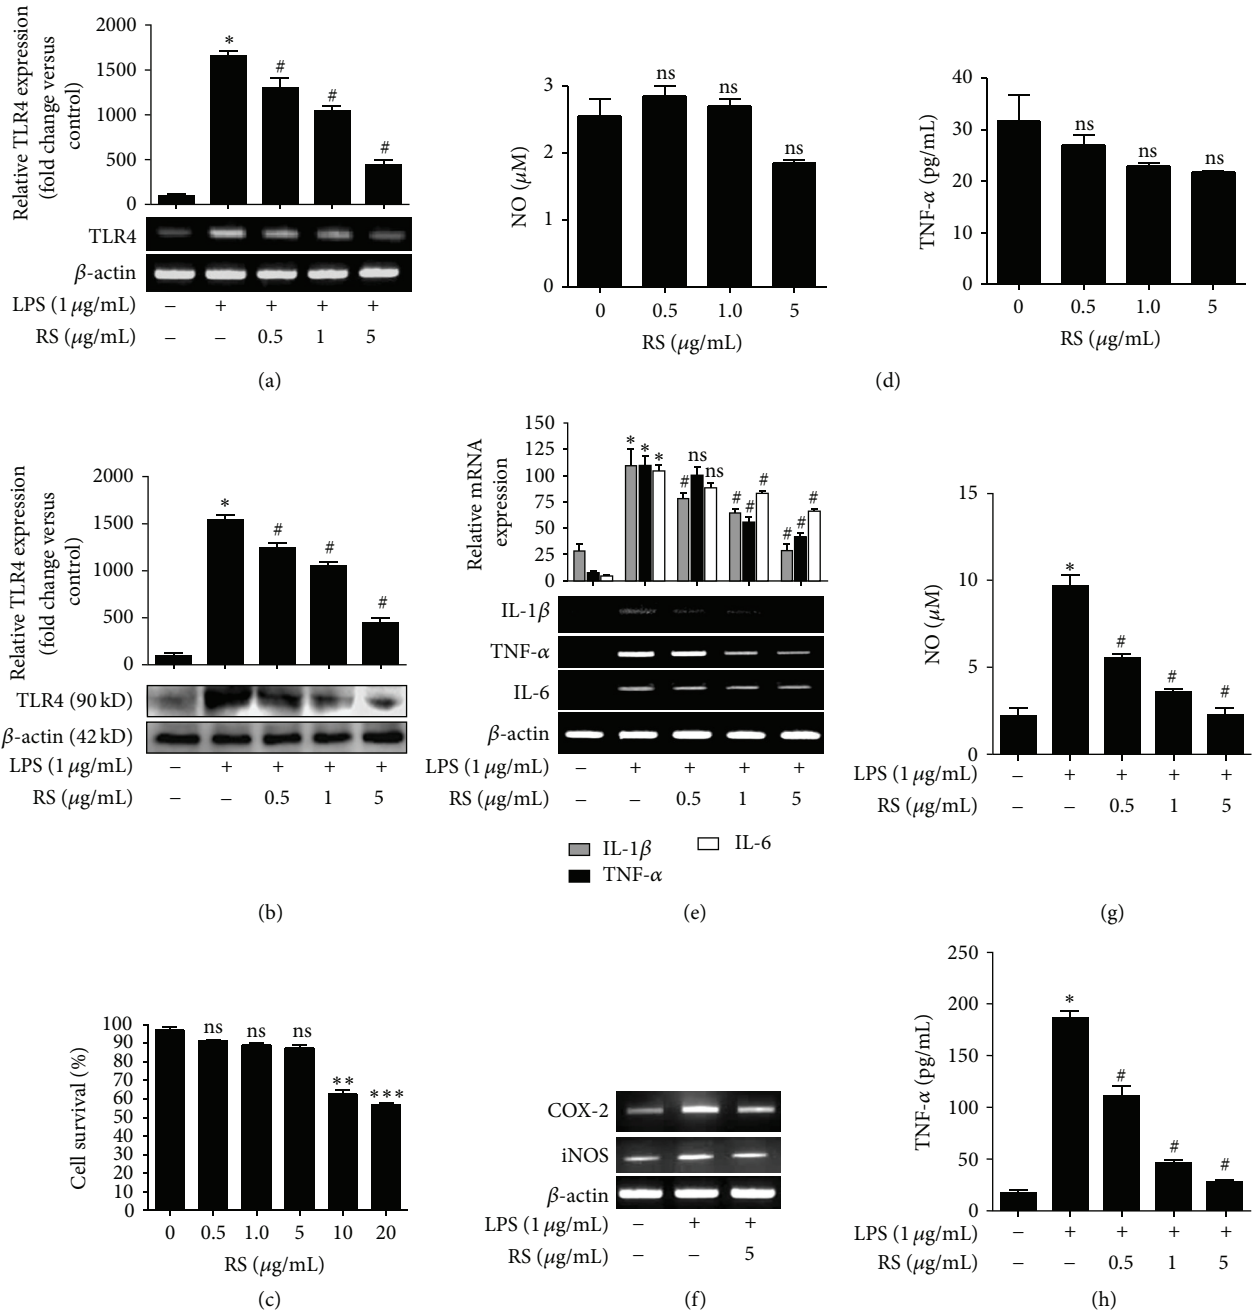 Relative TLR4 expression
(fold change versus
control)
2000
1500
1000
500
0
*
#
#
#
TLR4
β-actin
LPS (1 μg/mL) – + + + +
RS (μg/mL) – – 0.5 1 5
(a)
NO (μM)
3
2
1
0
ns
ns
ns
0 0.5 1.0 5
RS (μg/mL)
TNF-α (pg/mL)
40
30
20
10
0
ns
ns
ns
0 0.5 1.0 5
RS (μg/mL)
(d)
Relative TLR4 expression
(fold change versus
control)
2000
1500
1000
500
0
*
#
#
#
TLR4 (90 kD)
β-actin (42 kD)
LPS (1 μg/mL) – + + + +
RS (μg/mL) – – 0.5 1 5
(b)
Relative mRNA
expression
150
125
100
75
50
25
0
* * *
# ns ns
# # #
# # #
IL-1β
TNF-α
IL-6
β-actin
LPS (1 μg/mL) – + + + +
RS (μg/mL) – – 0.5 1 5
IL-1β
IL-6
TNF-α
(e)
NO (μM)
15
10
5
0
*
#
#
#
LPS (1 μg/mL) – + + + +
RS (μg/mL) – – 0.5 1 5
(g)
Cell survival (%)
100
90
80
70
60
50
40
30
20
10
0
ns ns ns
** ***
0 0.5 1.0 5 10 20
RS (μg/mL)
(c)
COX-2
iNOS
β-actin
LPS (1 μg/mL) – + +
RS (μg/mL) – – 5
(f)
TNF-α (pg/mL)
250
200
150
100
50
0
*
#
#
#
LPS (1 μg/mL) – + + + +
RS (μg/mL) – – 0.5 1 5
(h)